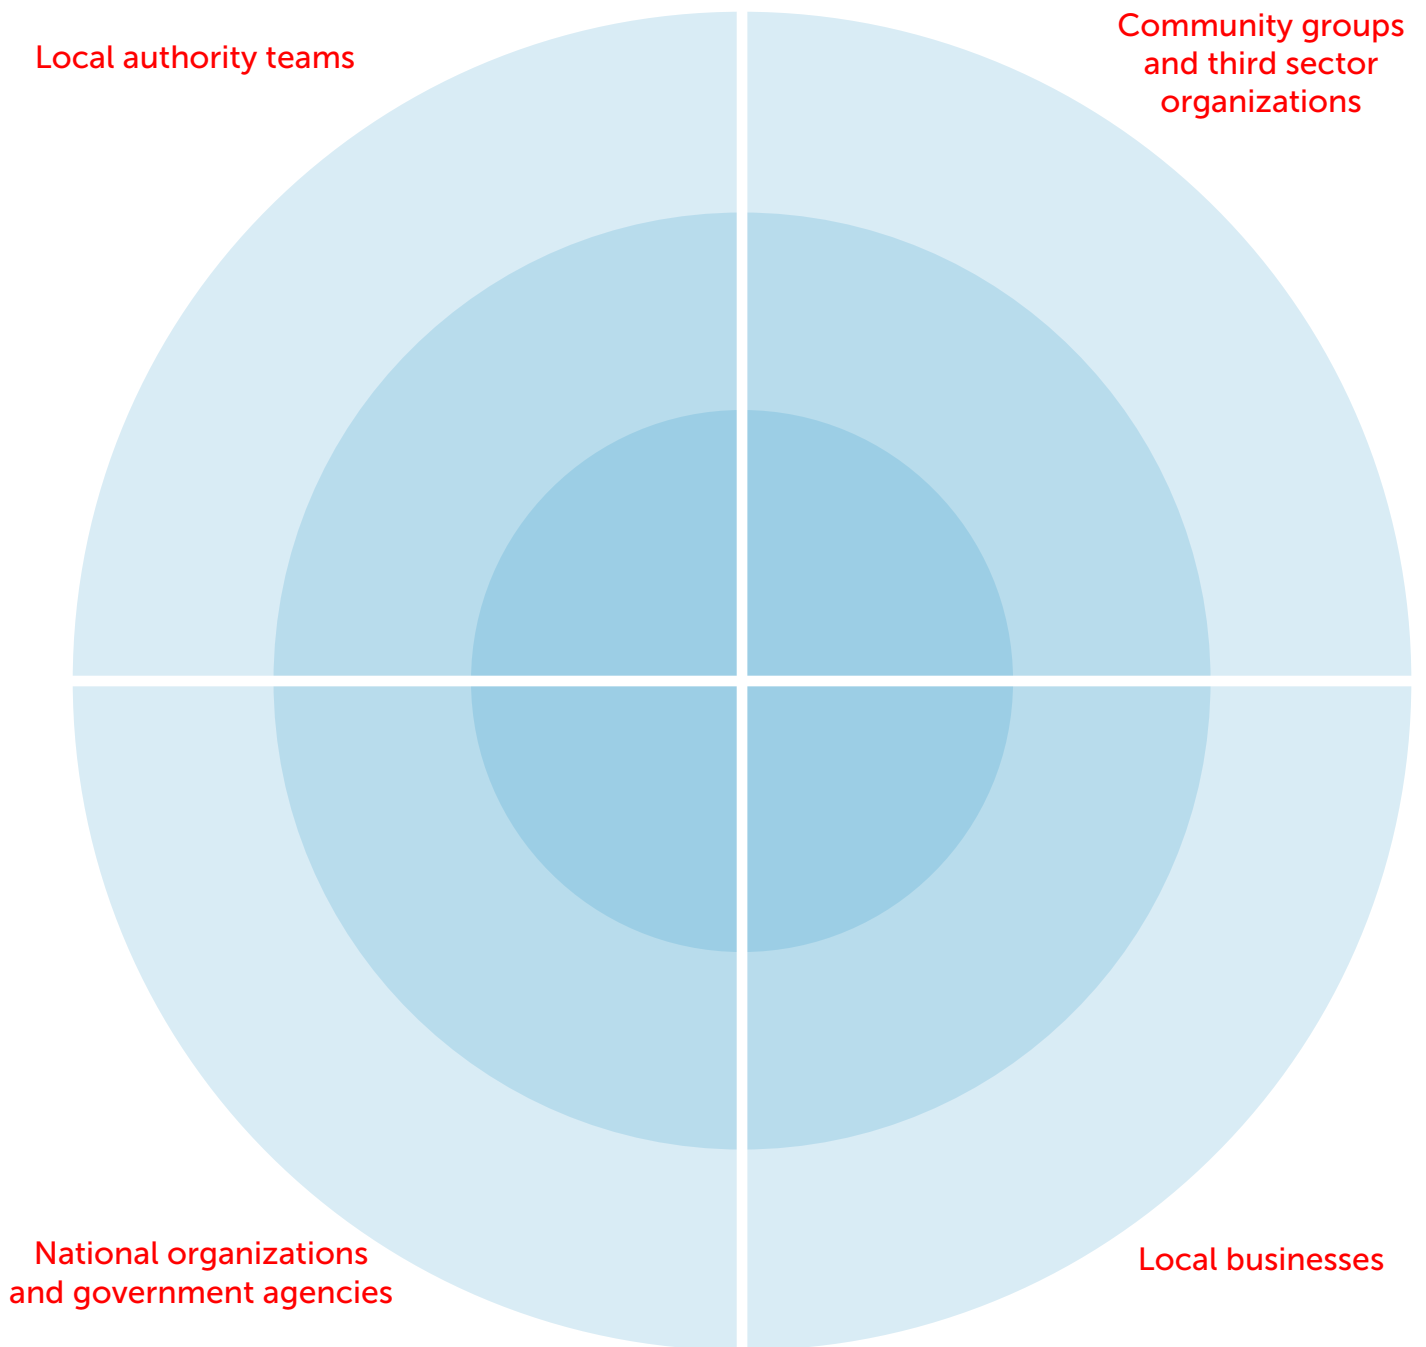 Local authority teams
Community groups
and third sector
organizations
National organizations
and government agencies
Local businesses